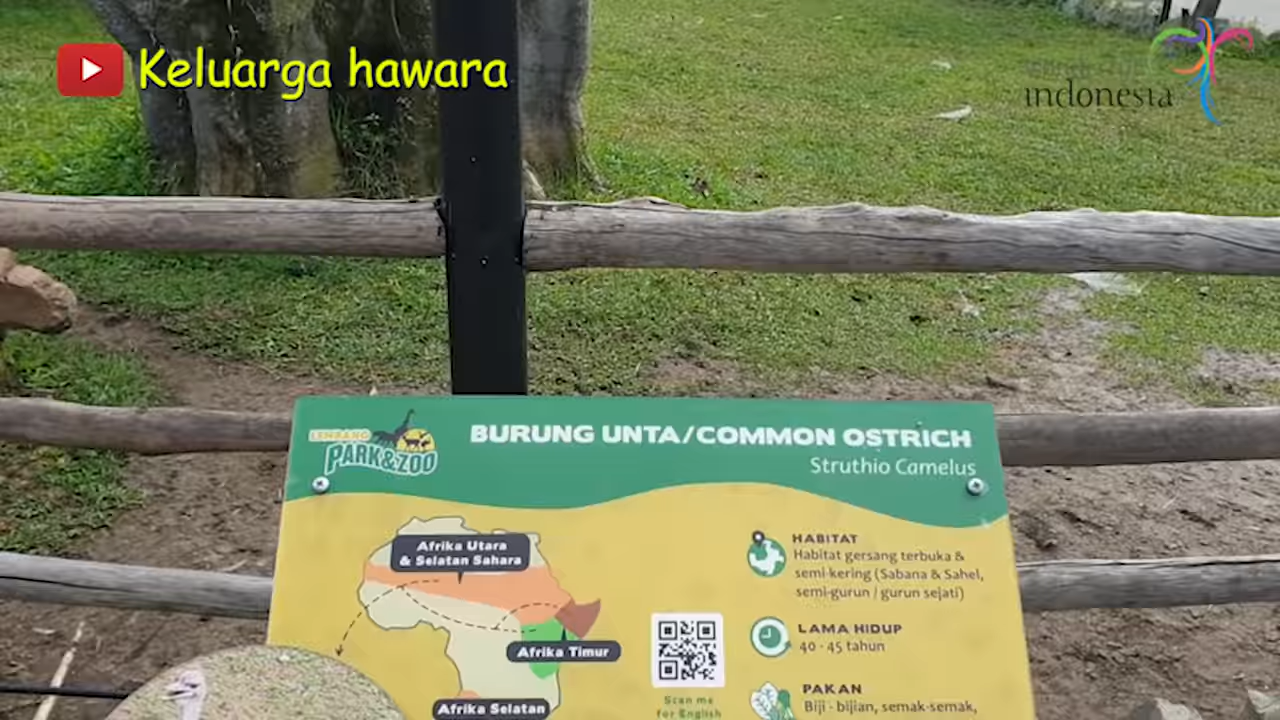 Keluarga hawara
indonesia
LEMBANG
PARK & ZOO
BURUNG UNTA/COMMON OSTRICH
Struthio Camelus
Afrika Utara
& Selatan Sahara
Afrika Timur
Afrika Selatan
Scan me
for English
HABITAT
Habitat gersang terbuka &
semi-kering (Sabana & Sahel,
semi-gurun / gurun sejati)
LAMA HIDUP
40 - 45 tahun
PAKAN
Biji - bijian, semak-semak,